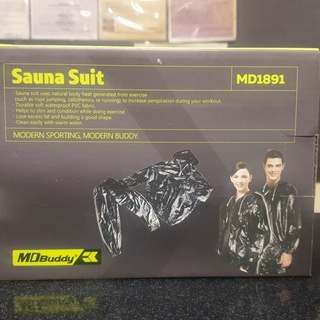 Sauna Suit
MD1891
- Sauna suit uses natural body heat generated from exercise
(such as rope jumping, calisthenics, or running) to increase perspiration during your workout.
- Durable soft waterproof PVC fabric.
- Helps to slim and condition while doing exercise.
- Lose excess fat and building a good shape.
- Clean easily with warm water.
MODERN SPORTING, MODERN BUDDY.
MDBuddy